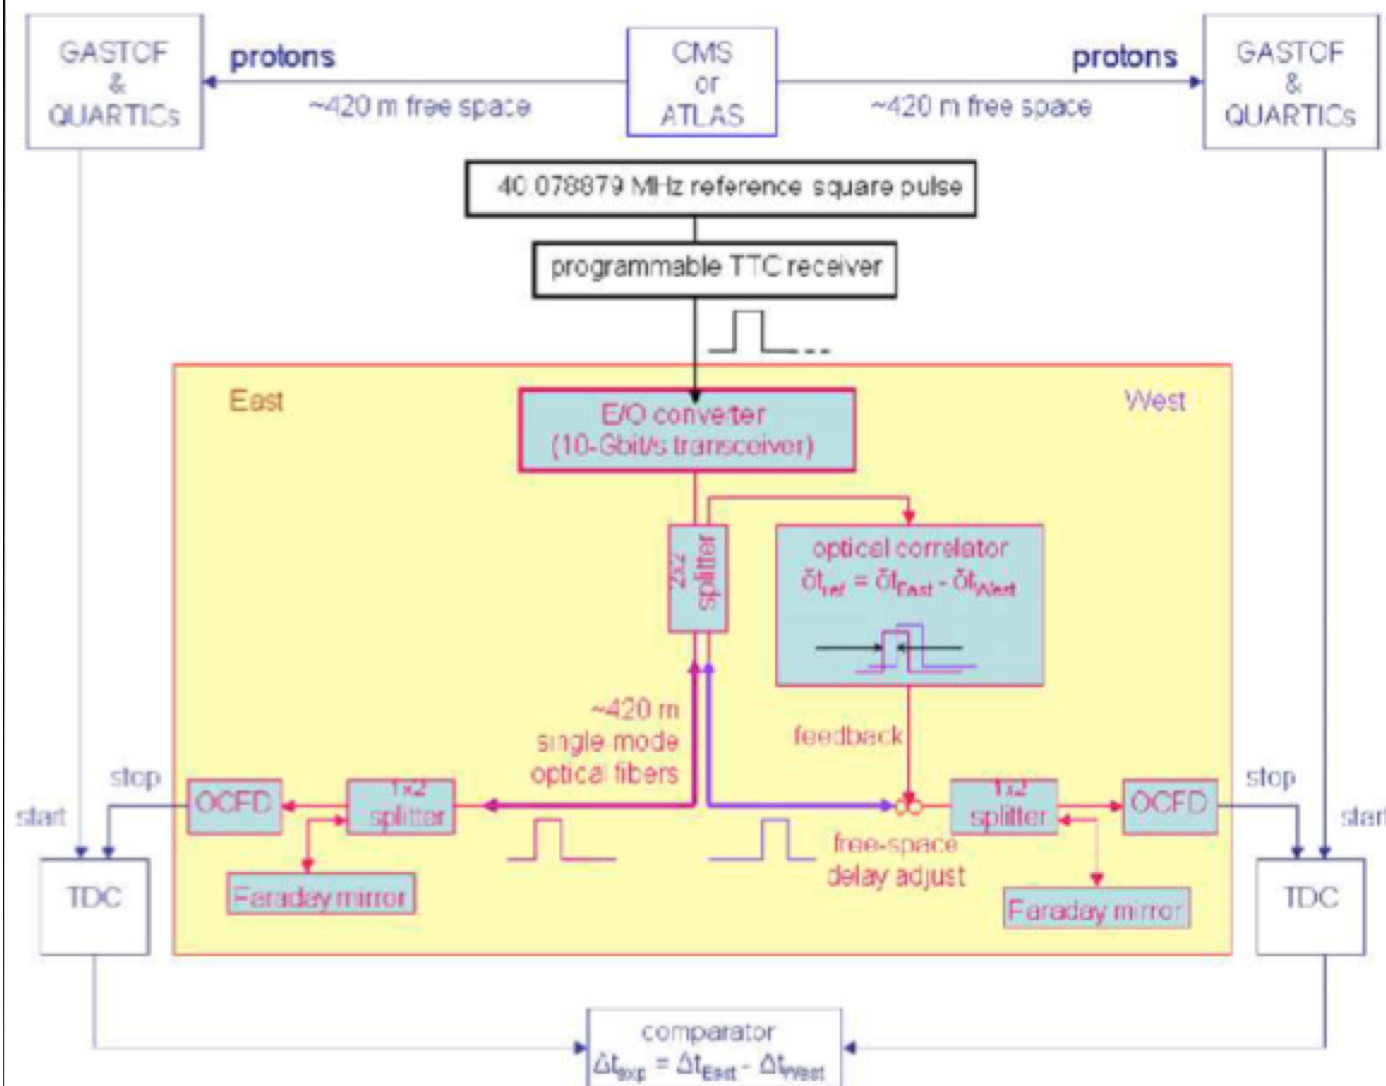 GASTOF
&
QUARTICs
protons
~420 m free space
CMS
or
ATLAS
protons
~420 m free space
GASTOF
&
QUARTICs
40.078879 MHz reference square pulse
programmable TTC receiver
East
West
E/O converter
(10-Gbit/s transceiver)
2x2
splitter
optical correlator
δt_ref = δt_East - δt_West
~420 m
single-mode
optical fibers
feedback
stop
OCFD
1x2
splitter
1x2
splitter
OCFD
stop
start
start
free-space
delay adjust
TDC
Faraday mirror
Faraday mirror
TDC
comparator
Δt_exp = Δt_East - Δt_West